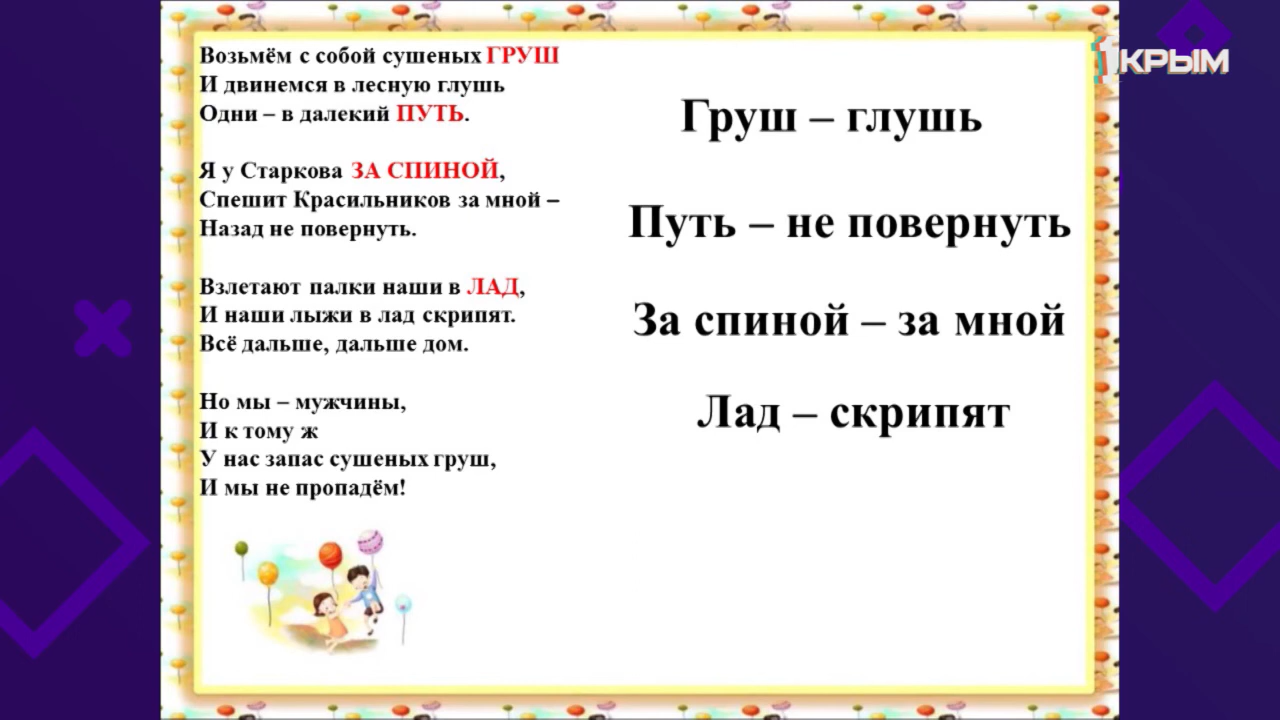 Возьмём с собой сушеных ГРУШ
И двинемся в лесную глушь
Одни – в далекий ПУТЬ.
Я у Старкова ЗА СПИНОЙ,
Спешит Красильников за мной –
Назад не повернуть.
Взлетают палки наши в ЛАД,
И наши лыжи в лад скрипят.
Всё дальше, дальше дом.
Но мы – мужчины,
И к тому ж
У нас запас сушеных груш,
И мы не пропадём!
Груш – глушь
Путь – не повернуть
За спиной – за мной
Лад – скрипят
1 КРЫМ